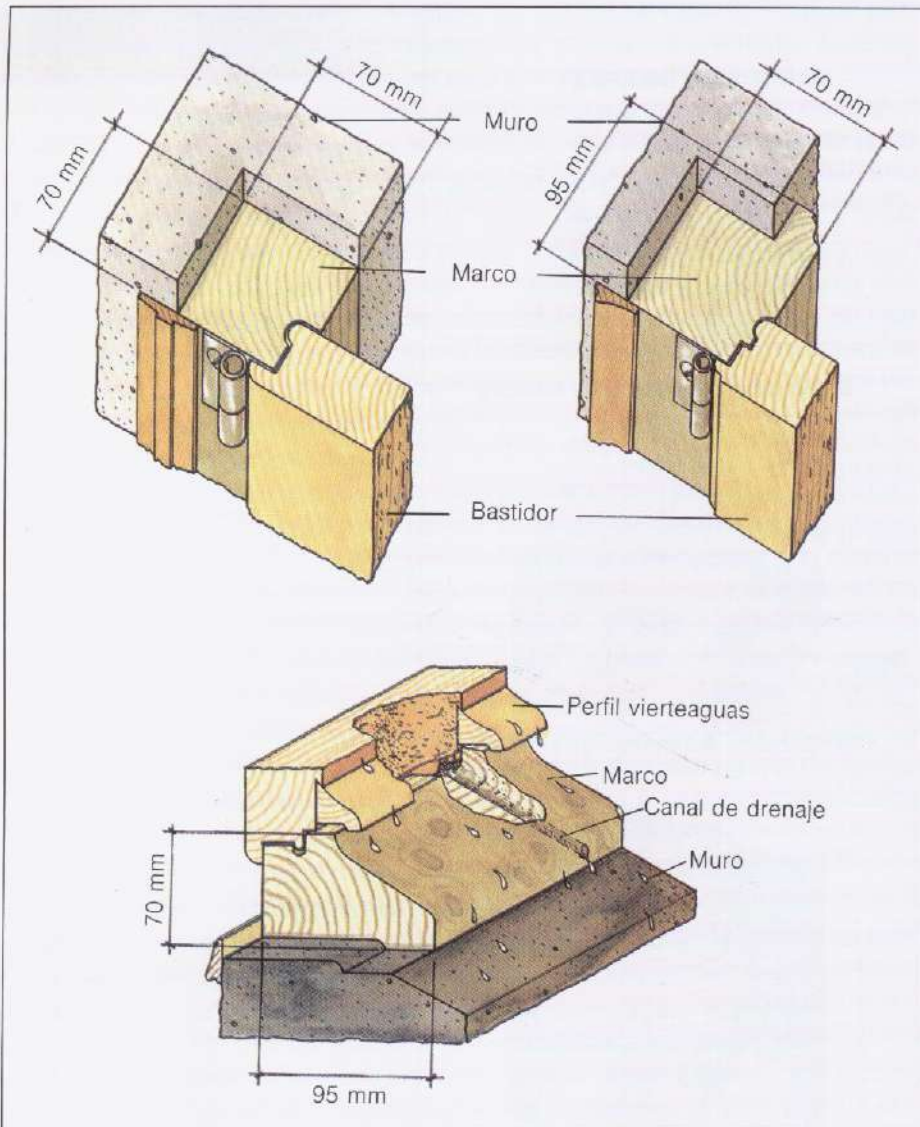 70 mm
70 mm
Muro
95 mm
70 mm
Marco
Bastidor
Perfil vierteaguas
Marco
Canal de drenaje
Muro
70 mm
95 mm